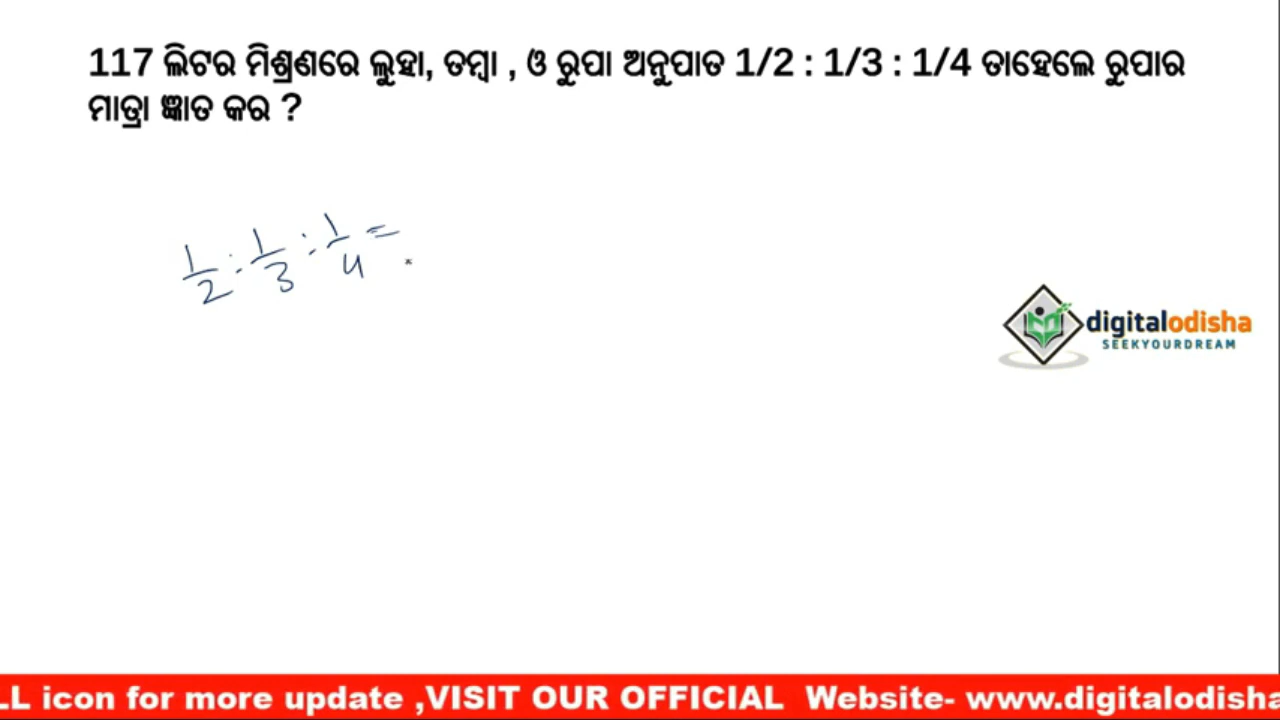 117 ଲିଟର ମିଶ୍ରଣରେ ଲୁହା, ତମ୍ବା , ଓ ରୁପା ଅନୁପାତ 1/2 : 1/3 : 1/4 ତାହେଲେ ରୁପାର
ମାତ୍ରା ଜ୍ଞାତ କର ?
1/2 : 1/3 : 1/4 =
digitalodisha
SEEKYOURDREAM
LL icon for more update ,VISIT OUR OFFICIAL Website- www.digitalodisha